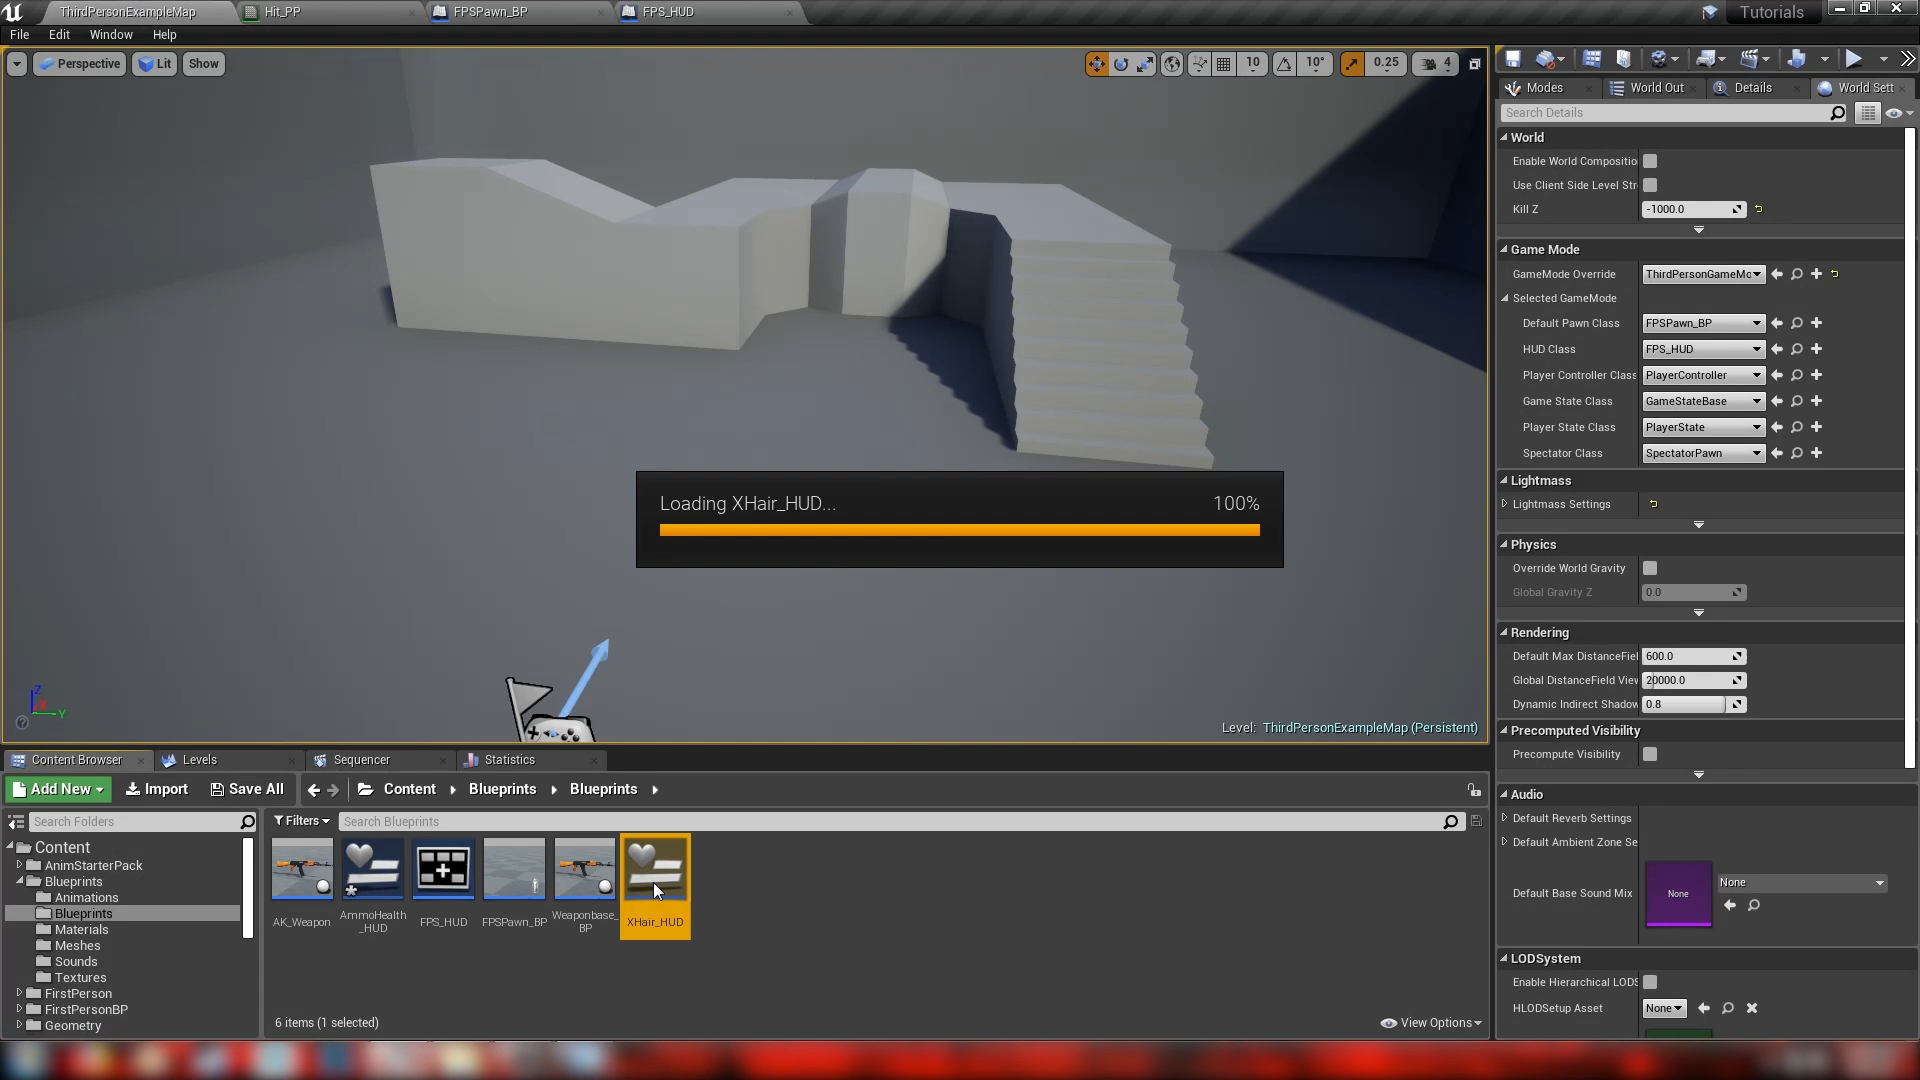 ThirdPersonExampleMap
Hit_PP
FPSPawn_BP
FPS_HUD
Tutorials
File Edit Window Help
Perspective Lit Show
10 10° 0.25 4
Modes World Out Details World Sett
Search Details
World
Enable World Compositio
Use Client Side Level Str
Kill Z -1000.0
Game Mode
GameMode Override ThirdPersonGameMo
Selected GameMode
Default Pawn Class FPSPawn_BP
HUD Class FPS_HUD
Player Controller Class PlayerController
Game State Class GameStateBase
Player State Class PlayerState
Spectator Class SpectatorPawn
Lightmass
Lightmass Settings
Physics
Override World Gravity
Global Gravity Z 0.0
Rendering
Default Max DistanceFiel 600.0
Global DistanceField View 20000.0
Dynamic Indirect Shadow 0.8
Precomputed Visibility
Precompute Visibility
Audio
Default Reverb Settings
Default Ambient Zone Se
Default Base Sound Mix None None
LODSystem
Enable Hierarchical LODS
HLODSetup Asset None
Loading XHair_HUD... 100%
Z X Y
Level: ThirdPersonExampleMap (Persistent)
Content Browser Levels Sequencer Statistics
Add New Import Save All Content Blueprints Blueprints
Search Folders
Filters Search Blueprints
Content
AnimStarterPack
Blueprints
Animations
Blueprints
Materials
Meshes
Sounds
Textures
FirstPerson
FirstPersonBP
Geometry
AK_Weapon
AmmoHealth
_HUD
FPS_HUD
FPSPawn_BP
Weaponbase_
BP
XHair_HUD
6 items (1 selected)
View Options